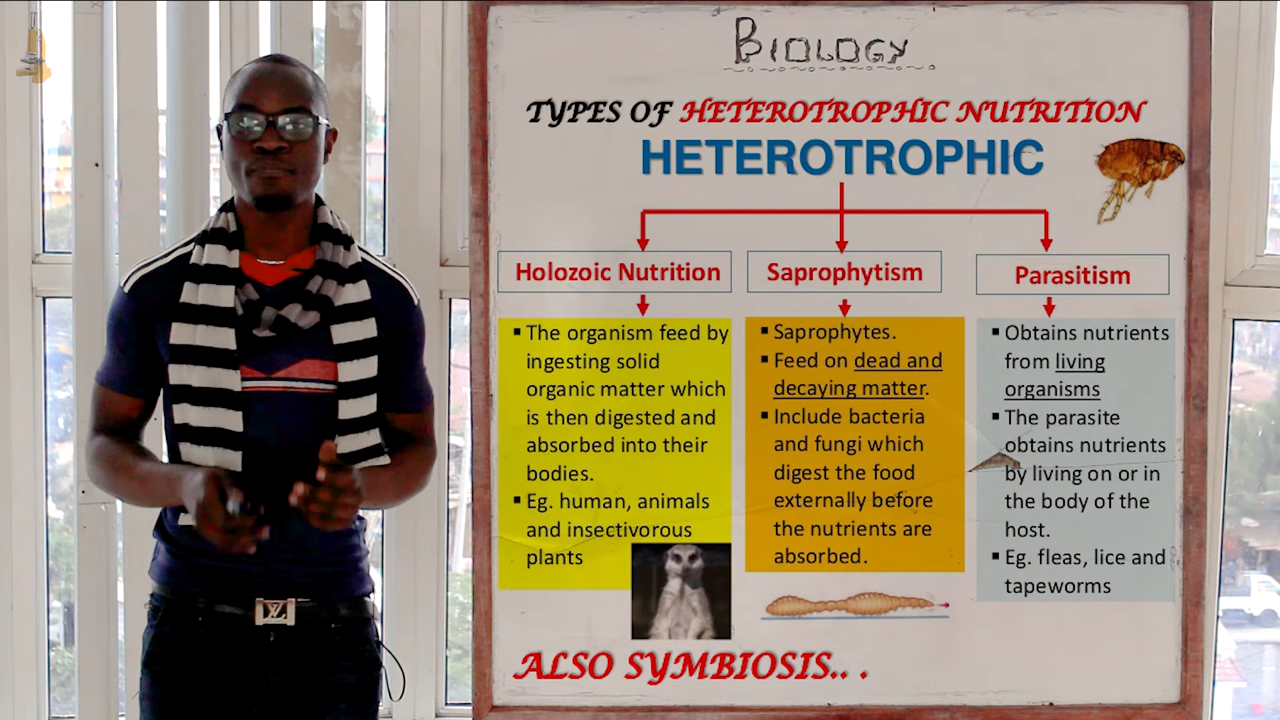 BIOLOGY
TYPES OF HETEROTROPHIC NUTRITION
HETEROTROPHIC
Holozoic Nutrition
▪ The organism feed by
ingesting solid
organic matter which
is then digested and
absorbed into their
bodies.
▪ Eg. human, animals
and insectivorous
plants
Saprophytism
▪ Saprophytes.
▪ Feed on dead and
decaying matter.
▪ Include bacteria
and fungi which
digest the food
externally before
the nutrients are
absorbed.
Parasitism
▪ Obtains nutrients
from living
organisms
▪ The parasite
obtains nutrients
by living on or in
the body of the
host.
▪ Eg. fleas, lice and
tapeworms
ALSO SYMBIOSIS.. .
LV